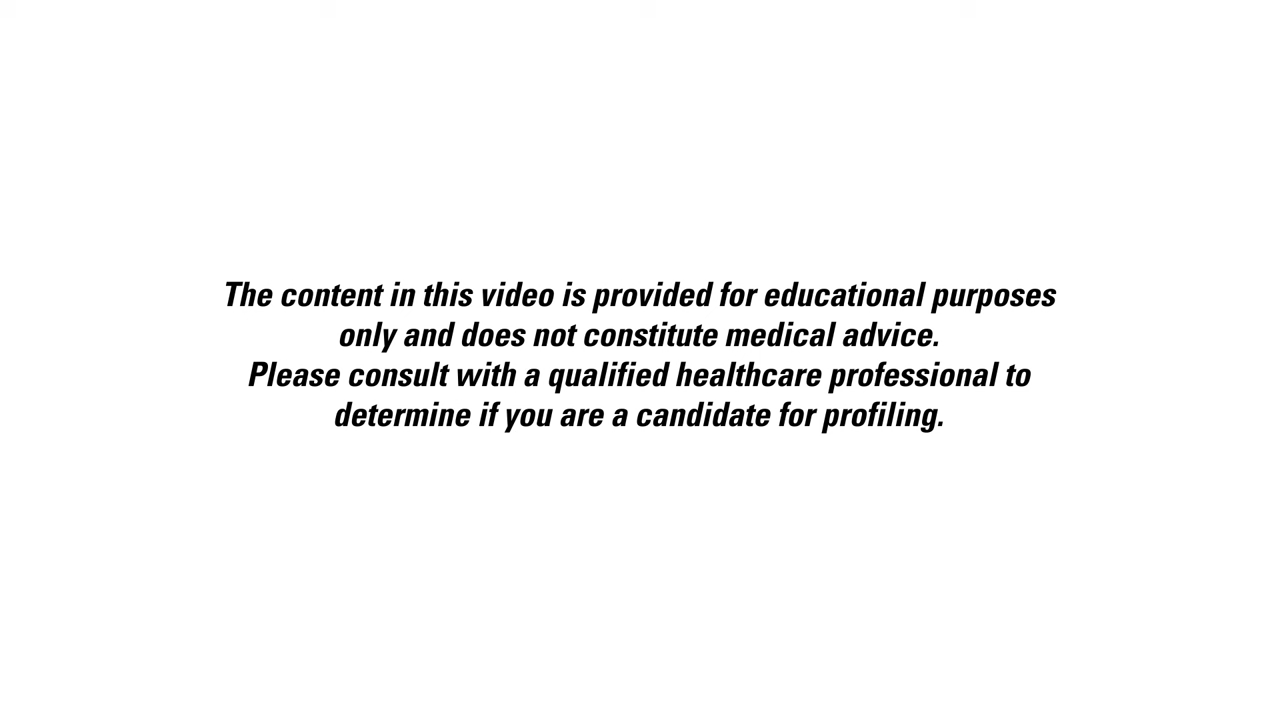 The content in this video is provided for educational purposes
only and does not constitute medical advice.
Please consult with a qualified healthcare professional to
determine if you are a candidate for profiling.